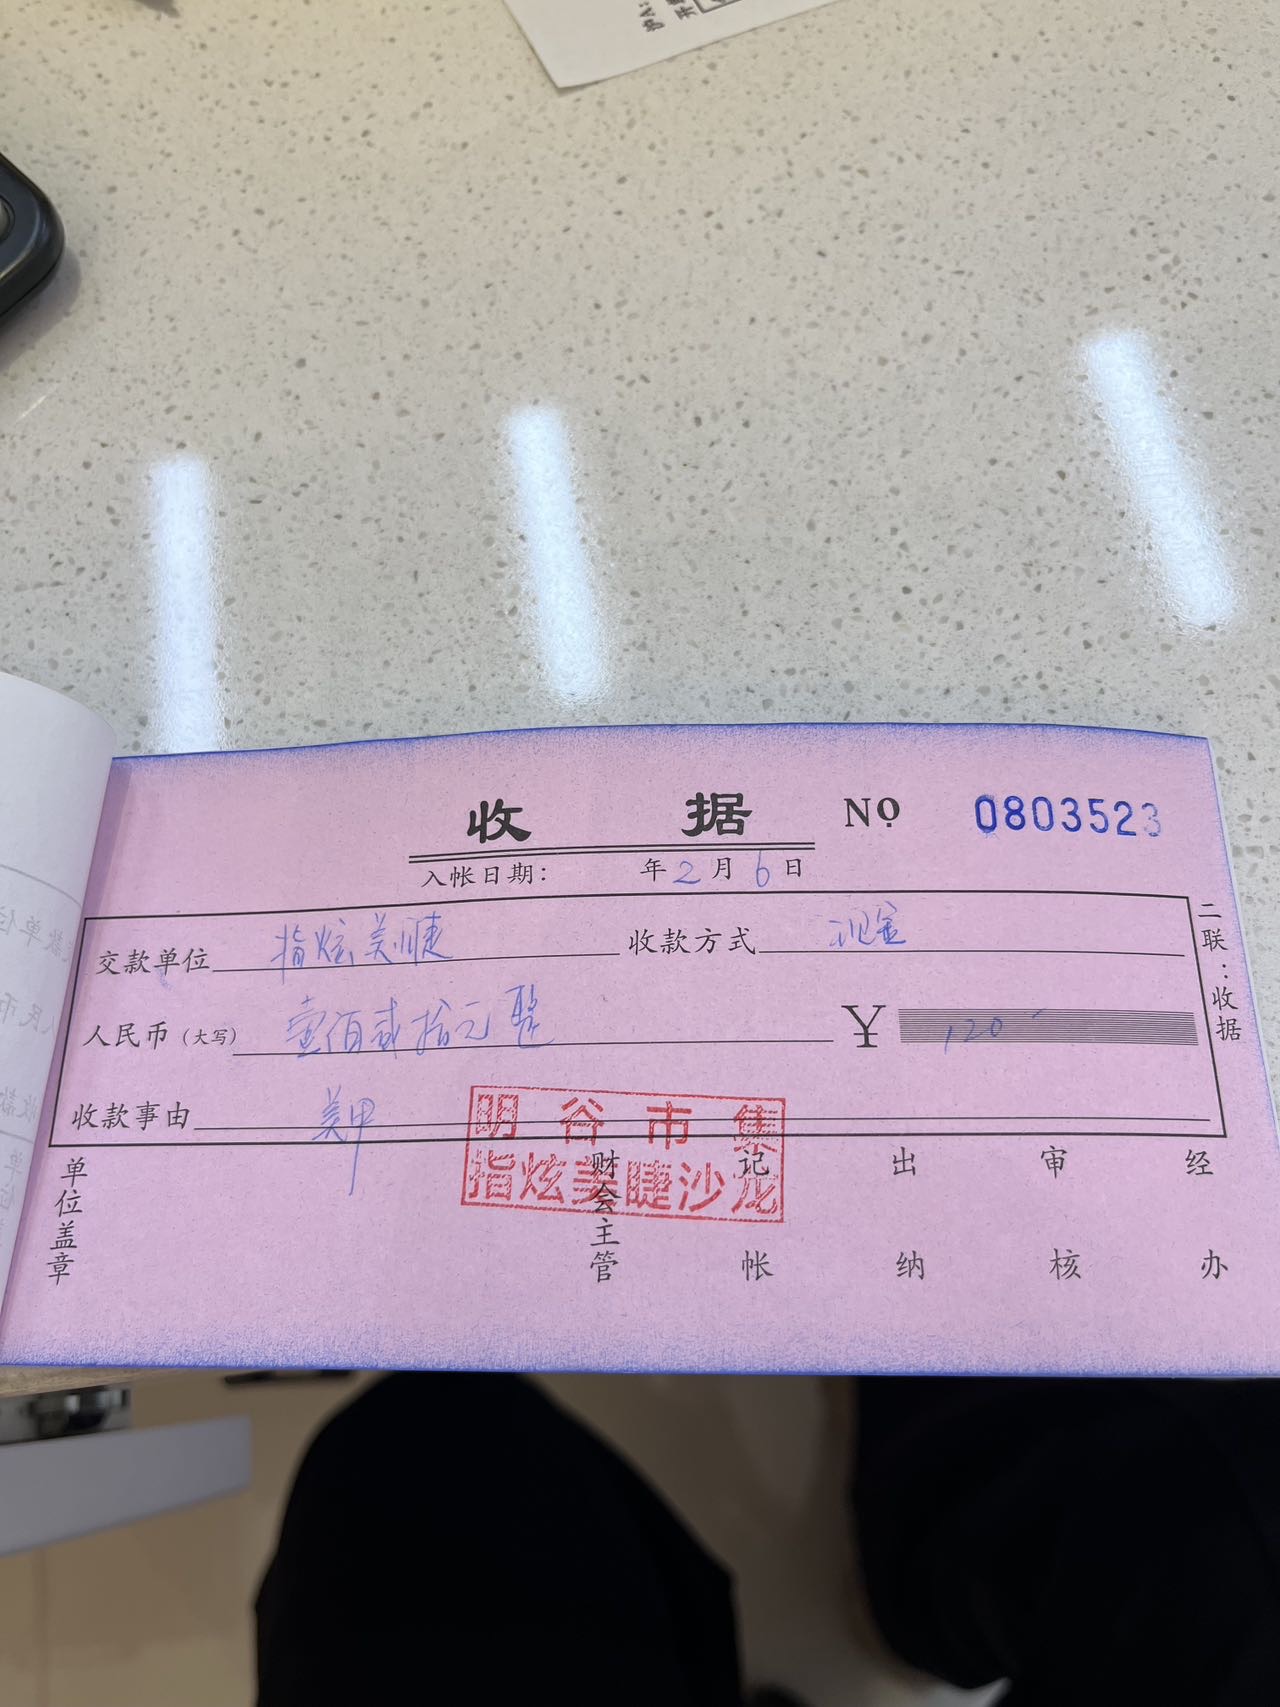 收 据 Nọ 0803523
入帐日期: 年2月6日
交款单位 指炫美睫 收款方式 现金
人民币(大写) 壹佰贰拾元整 ¥ 120
收款事由 美甲
二联:收据
明谷市集
指炫美睫沙龙
单位盖章 财会主管 记帐 出纳 审核 经办